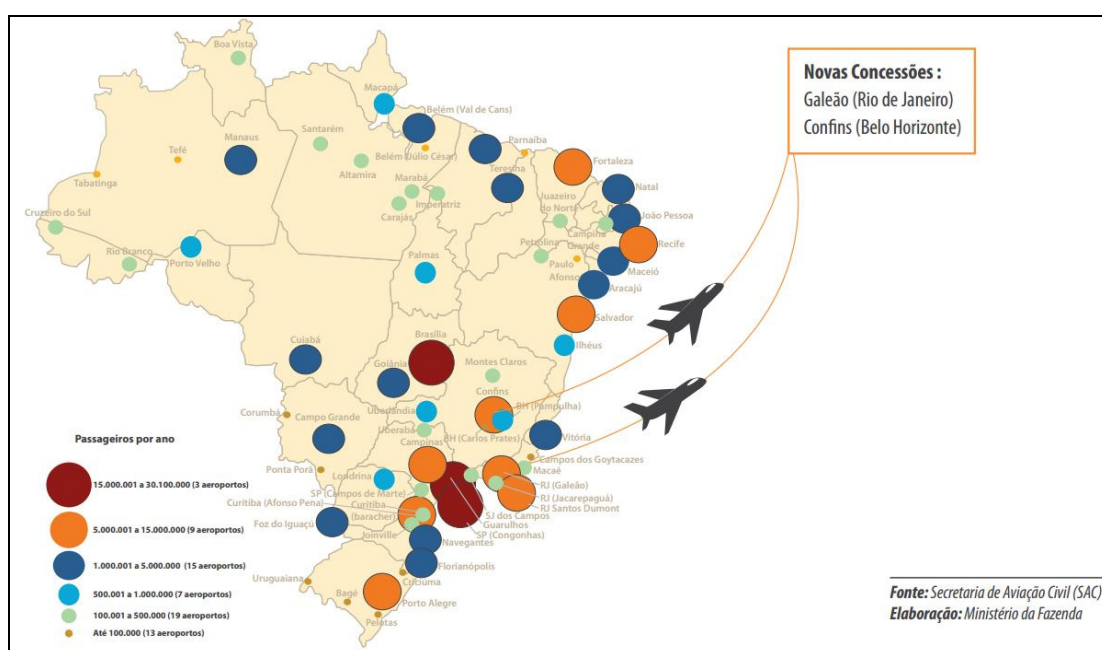 Novas Concessões :
Galeão (Rio de Janeiro)
Confins (Belo Horizonte)
Boa Vista
Macapá
Belém (Val de Cans)
Santarém
Manaus
Parnaíba
Tefé
Belém (Júlio César)
Fortaleza
Teresina
Tabatinga
Altamira
Marabá
Natal
Imperatriz
Juazeiro
do Norte
Carajás
João Pessoa
Cruzeiro do Sul
Campina
Grande
Petrolina
Recife
Rio Branco
Porto Velho
Palmas
Paulo
Afonso
Maceió
Aracajú
Salvador
Brasília
Cuiabá
Ilhéus
Goiânia
Montes Claros
Confins
Uberlandia
BH (Pampulha)
Corumbá
Campo Grande
Uberabá
Vitória
Campinas
BH (Carlos Prates)
Passageiros por ano
Campos dos Goytacazes
Ponta Porã
Macaé
Londrina
RJ (Galeão)
15.000.001 a 30.100.000 (3 aeroportos)
SP (Campos de Marte)
RJ (Jacarepaguá)
Curitiba (Afonso Pena)
Curitiba
(baracher)
RJ Santos Dumont
SJ dos Campos
Guarulhos
Foz do Iguaçú
SP (Congonhas)
5.000.001 a 15.000.000 (9 aeroportos)
Joinville
Navegantes
1.000.001 a 5.000.000 (15 aeroportos)
Florianópolis
Criciuma
Uruguaiana
500.001 a 1.000.000 (7 aeroportos)
Bagé
Porto Alegre
100.001 a 500.000 (19 aeroportos)
Pelotas
Até 100.000 (13 aeroportos)
Fonte: Secretaria de Aviação Civil (SAC)
Elaboração: Ministério da Fazenda